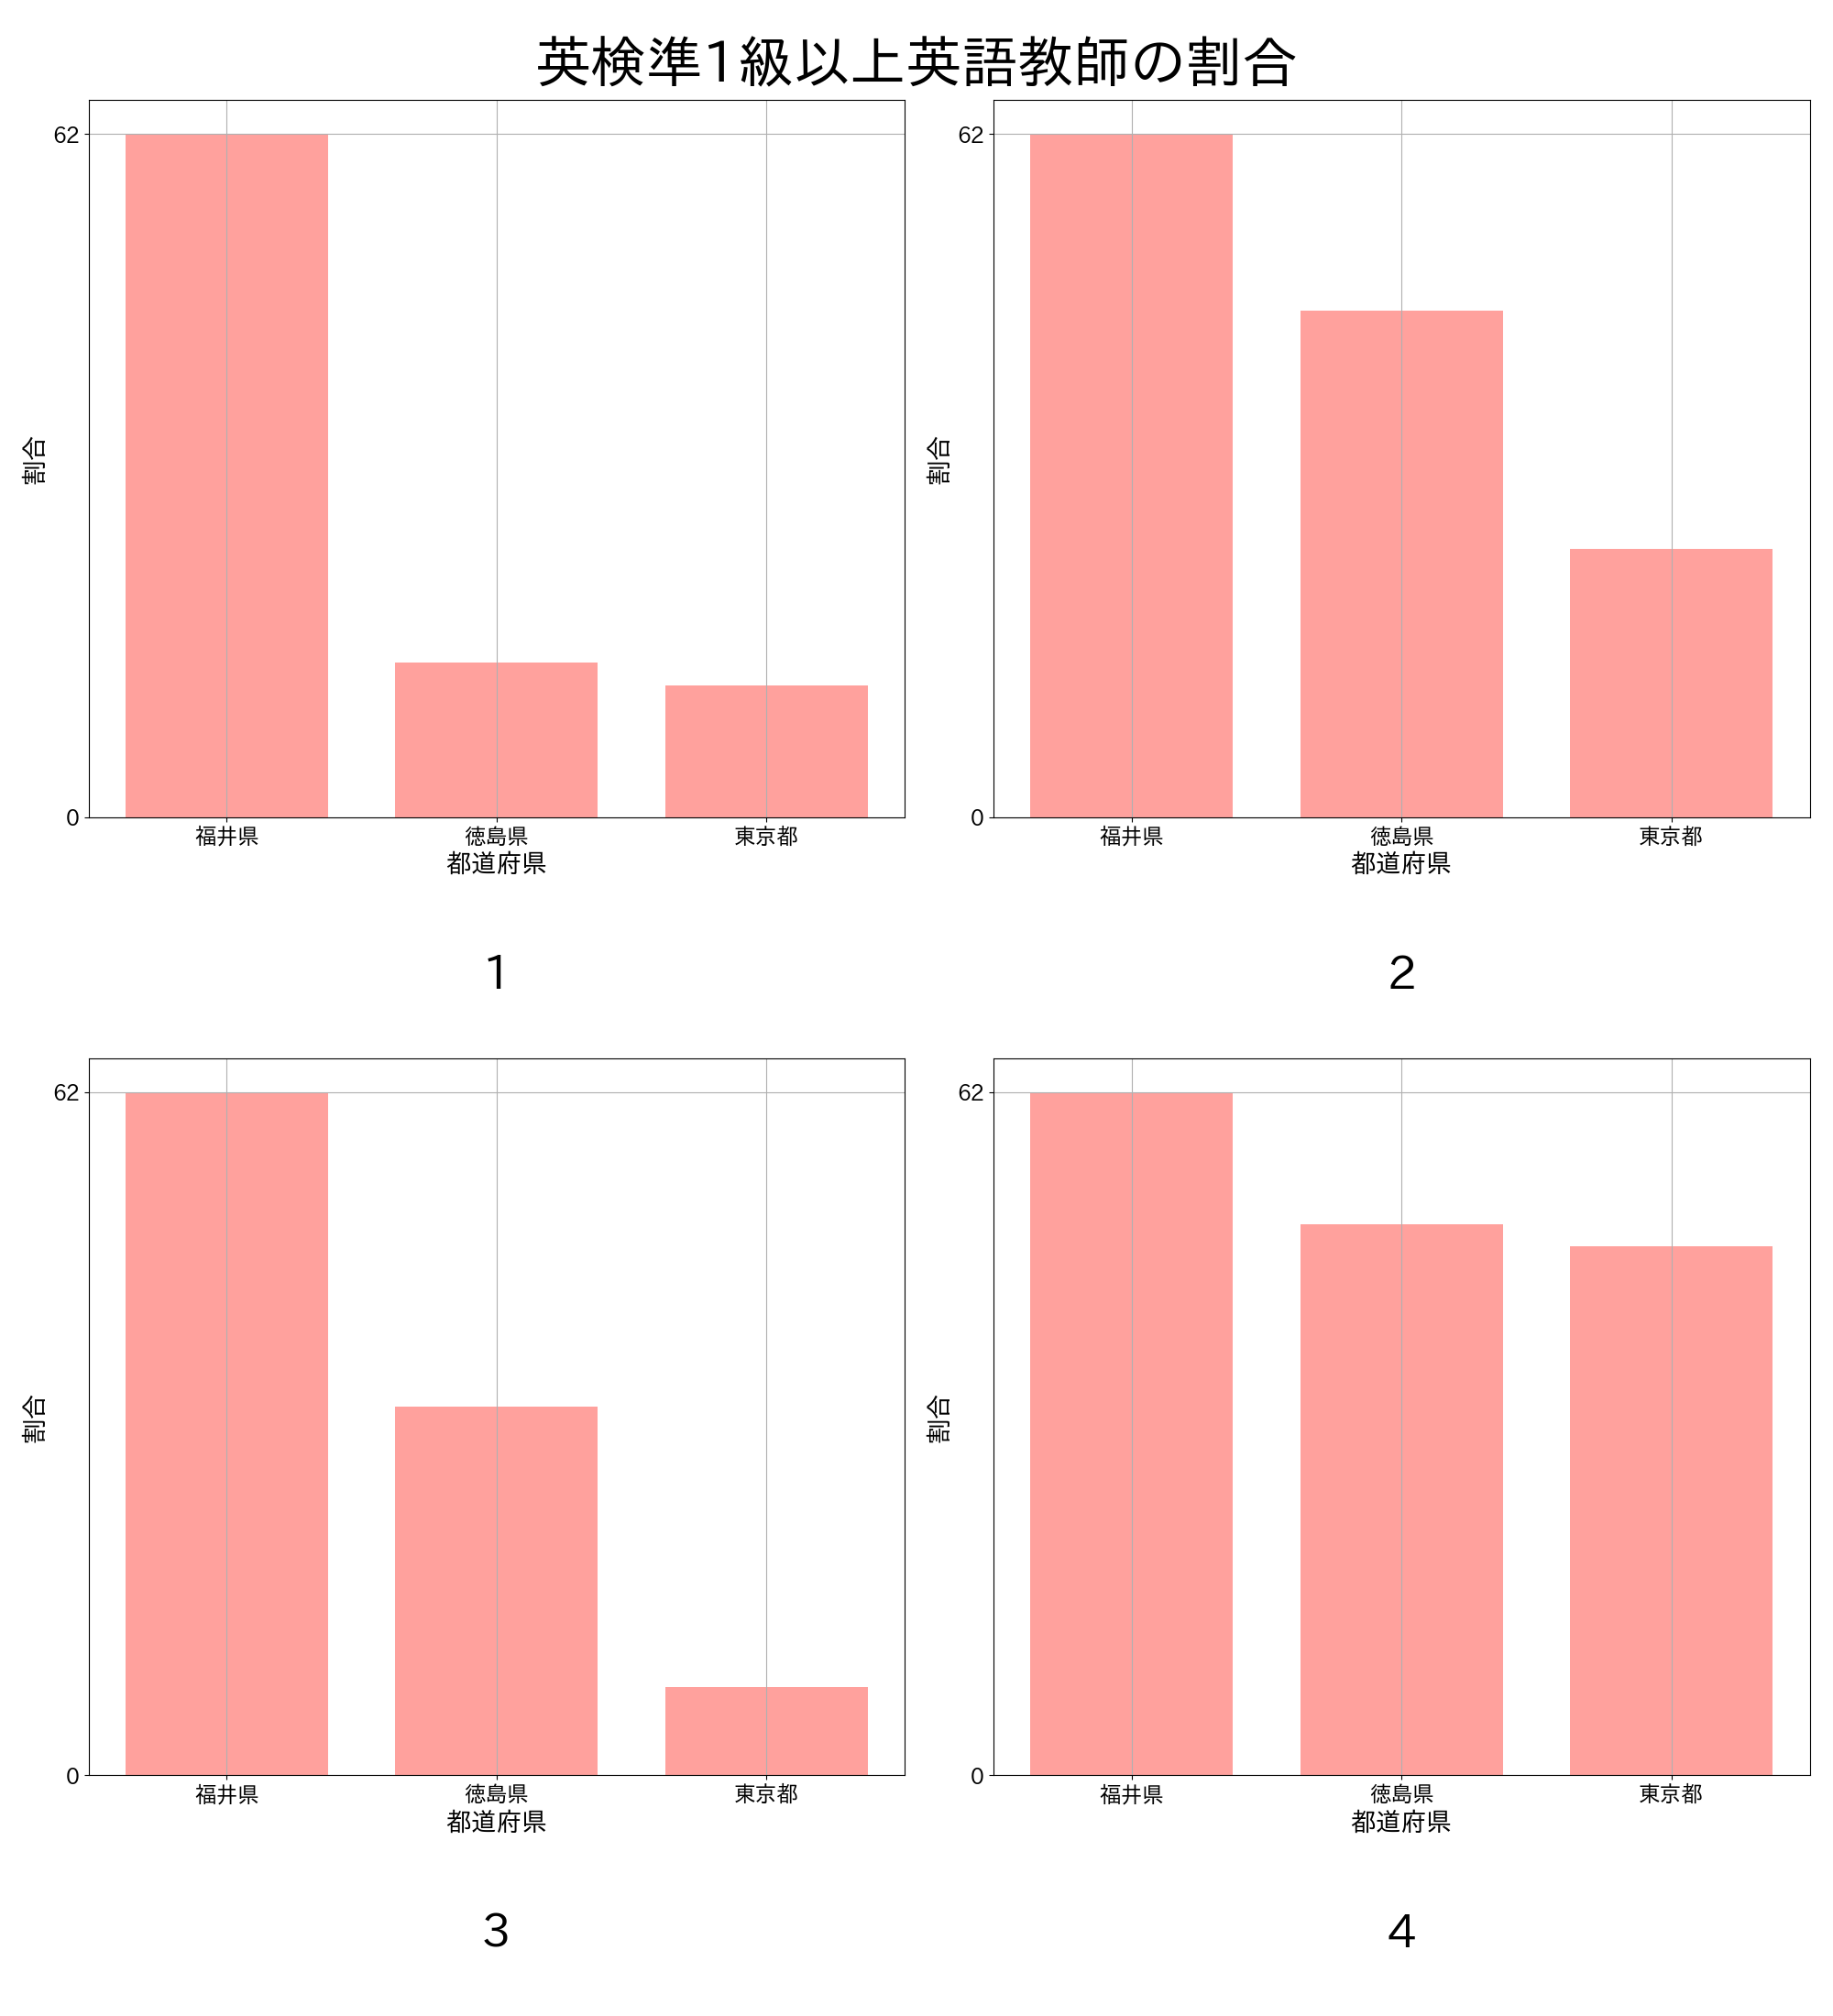 英検準1級以上英語教師の割合
62
0
割合
福井県 徳島県 東京都
都道府県
1
62
0
割合
福井県 徳島県 東京都
都道府県
2
62
0
割合
福井県 徳島県 東京都
都道府県
3
62
0
割合
福井県 徳島県 東京都
都道府県
4